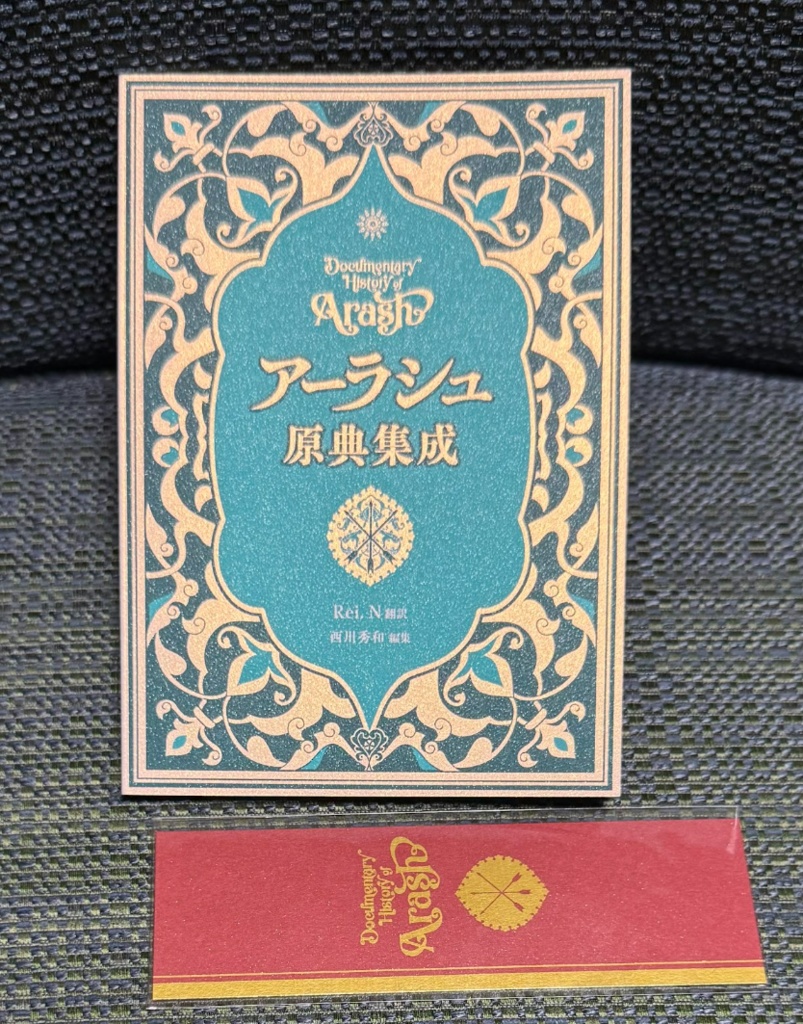 Documentary
History of
Arash
アーラシュ
原典集成
Rei, N 翻訳
西川秀和 編集
Documentary
History of
Arash